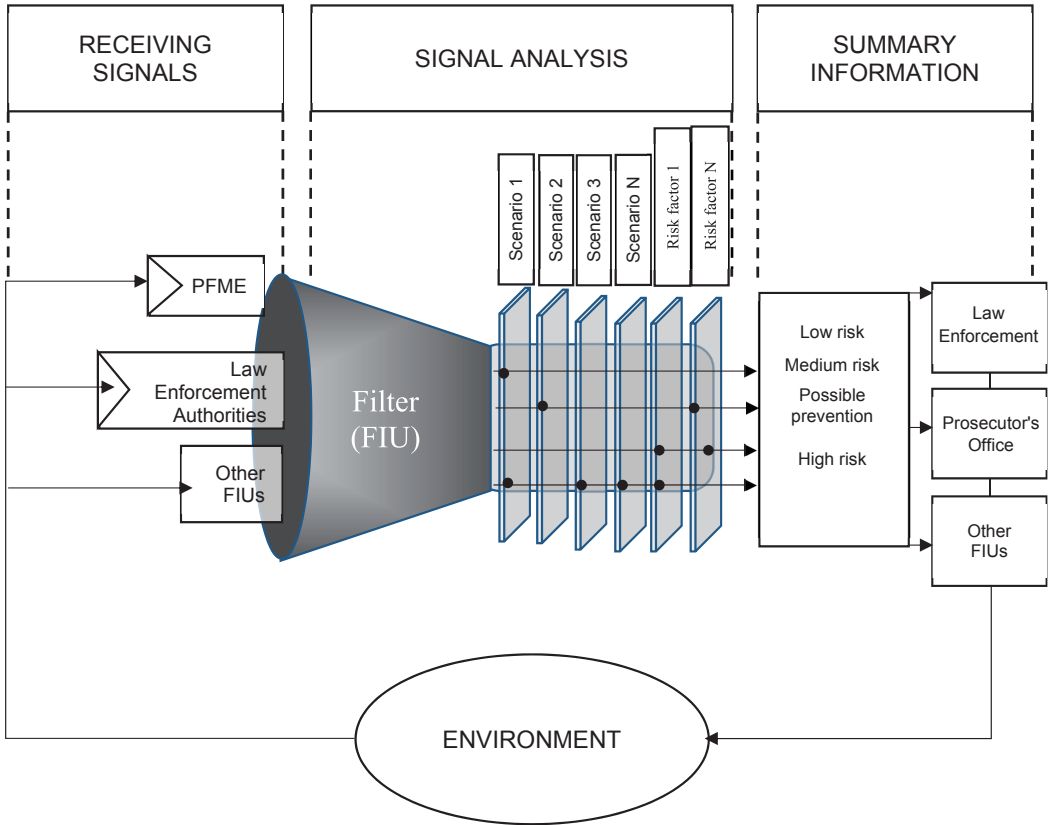 RECEIVING
SIGNALS
SIGNAL ANALYSIS
SUMMARY
INFORMATION
Scenario 1
Scenario 2
Scenario 3
Scenario N
Risk factor 1
Risk factor N
PFME
Law
Enforcement
Authorities
Other
FIUs
Filter
(FIU)
Low risk
Medium risk
Possible
prevention
High risk
Law
Enforcement
Prosecutor's
Office
Other
FIUs
ENVIRONMENT